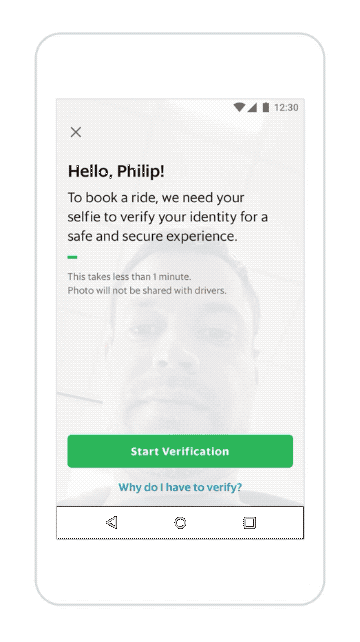 12:30
Hello, Philip!
To book a ride, we need your
selfie to verify your identity for a
safe and secure experience.
This takes less than 1 minute.
Photo will not be shared with drivers.
Start Verification
Why do I have to verify?